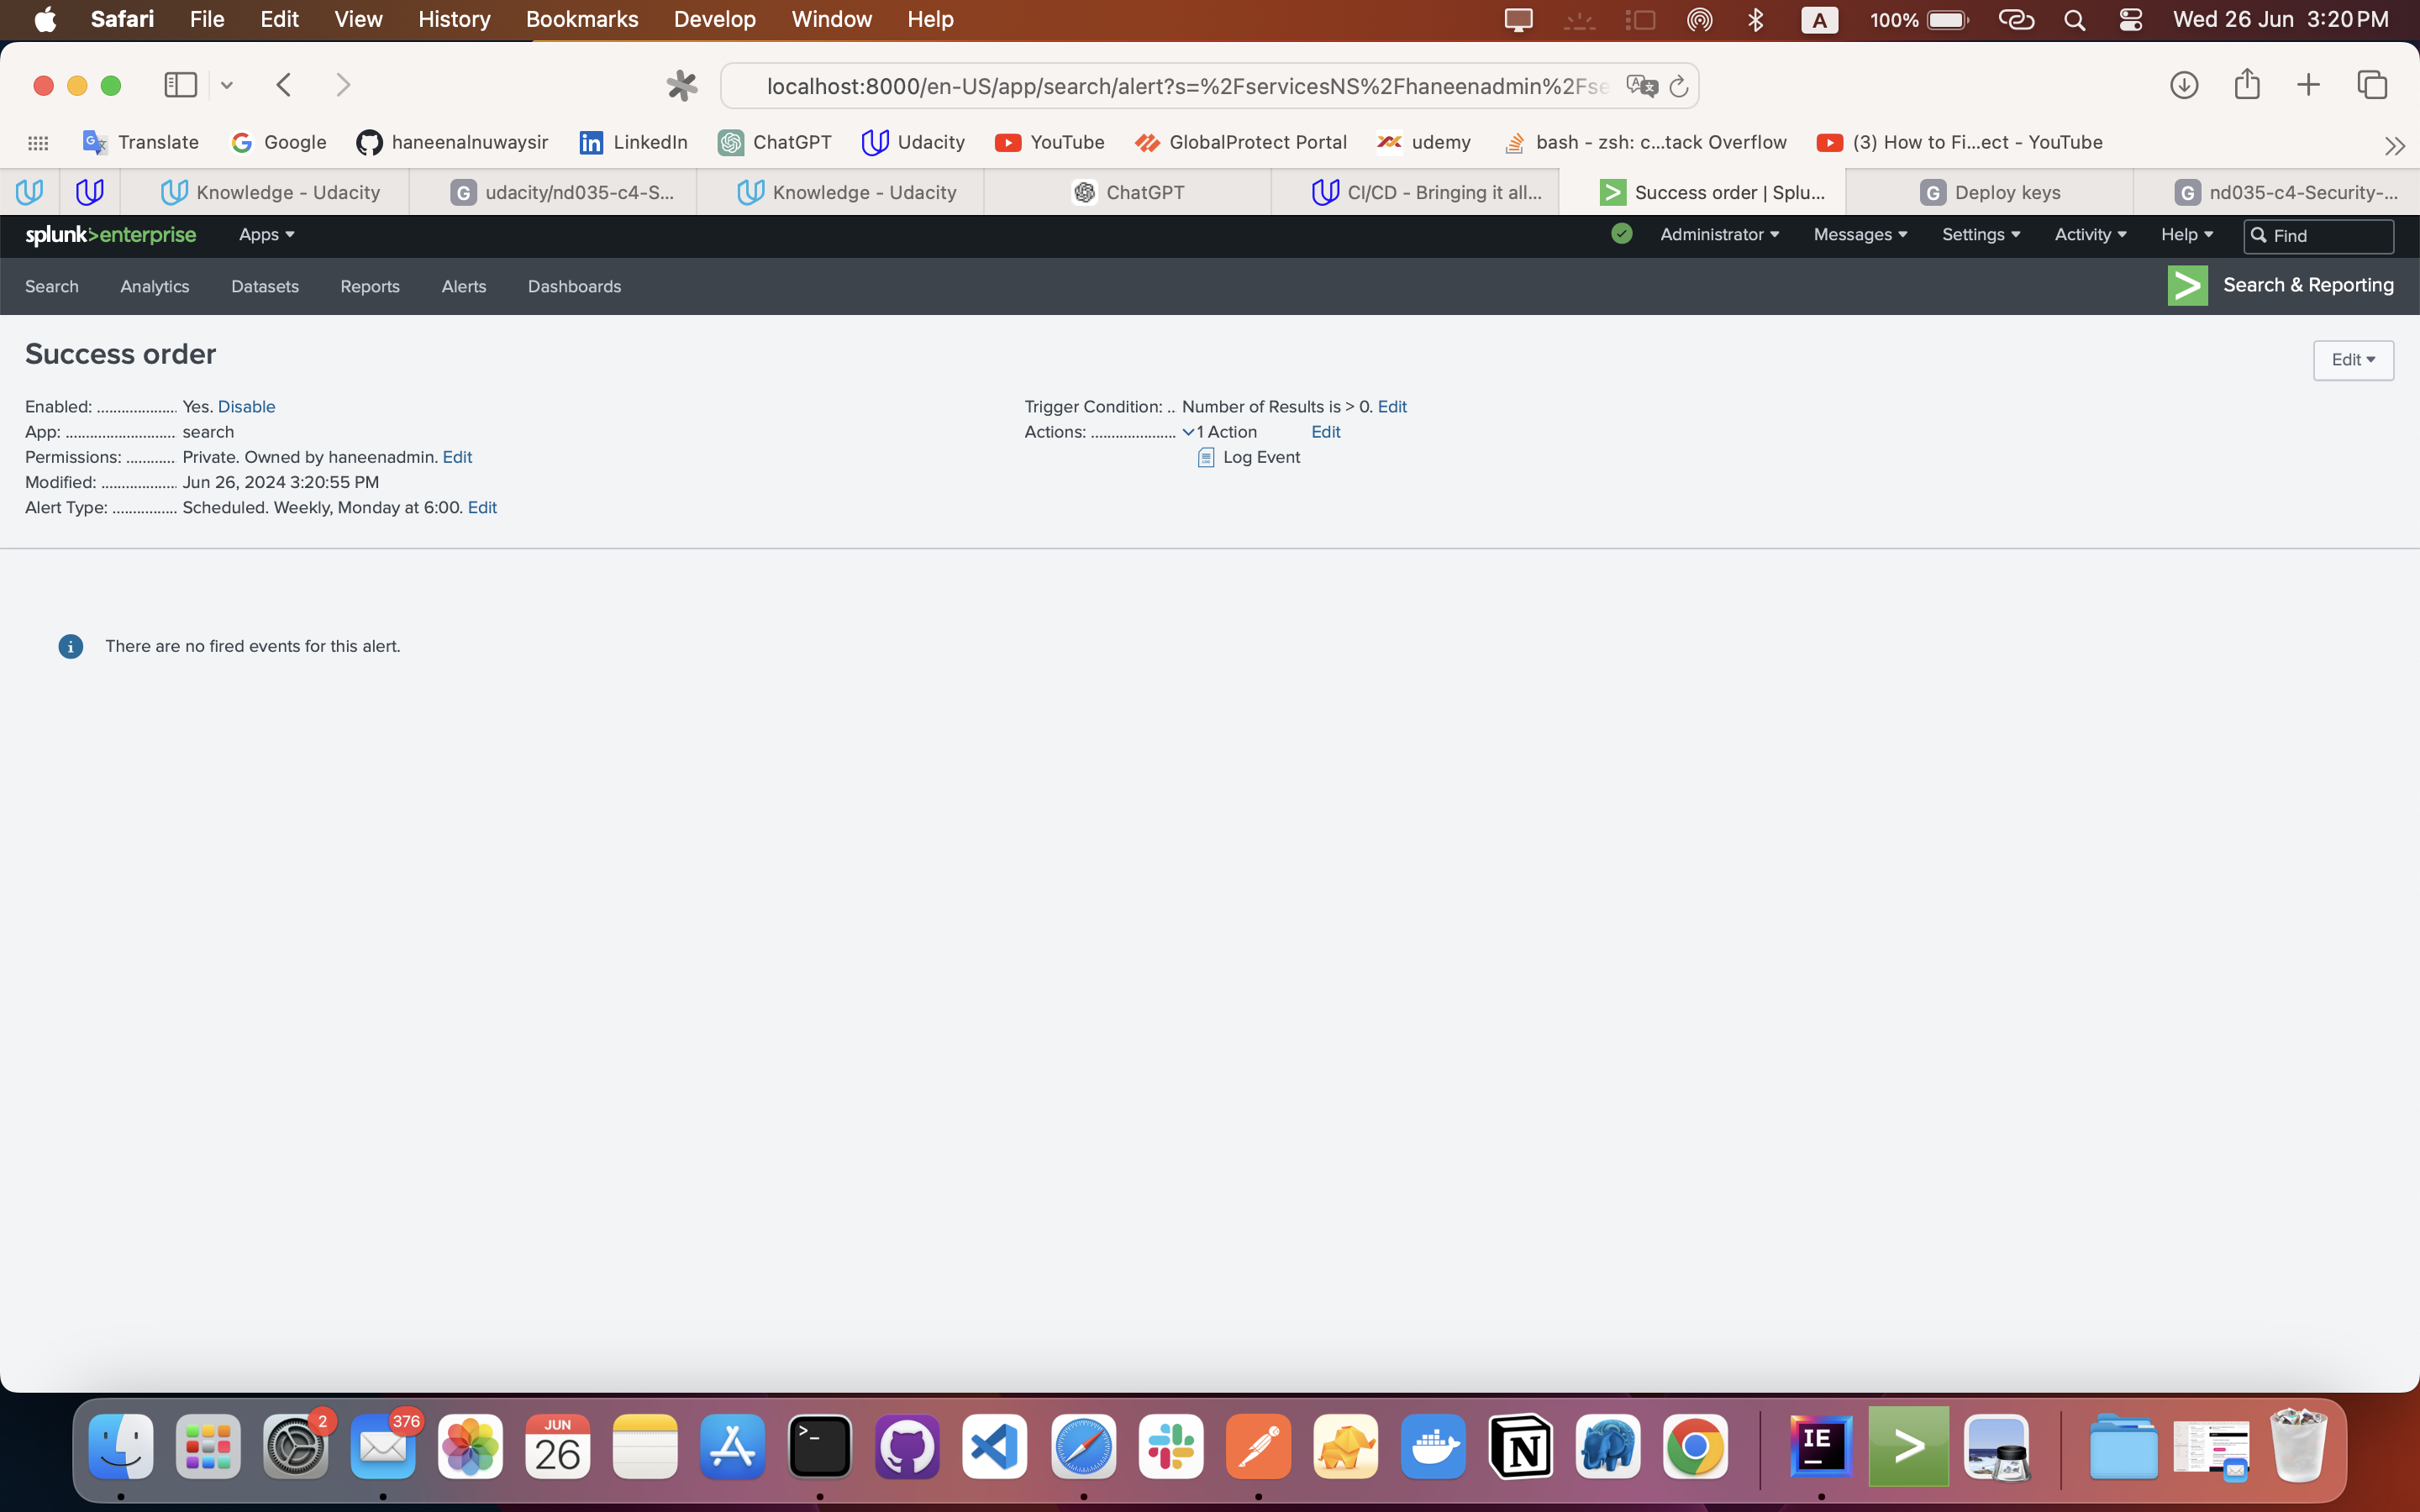 Safari File Edit View History Bookmarks Develop Window Help A 100% Wed 26 Jun 3:20 PM
localhost:8000/en-US/app/search/alert?s=%2FservicesNS%2Fhaneenadmin%2Fse
Translate Google haneenalnuwaysir LinkedIn ChatGPT Udacity YouTube GlobalProtect Portal udemy bash - zsh: c...tack Overflow (3) How to Fi...ect - YouTube
Knowledge - Udacity G udacity/nd035-c4-S... Knowledge - Udacity ChatGPT CI/CD - Bringing it all... Success order | Splu... G Deploy keys G nd035-c4-Security-...
splunk>enterprise Apps Administrator Messages Settings Activity Help Find
Search Analytics Datasets Reports Alerts Dashboards Search & Reporting
Success order
Edit
Enabled: ................... Yes. Disable
App: .......................... search
Permissions: ............ Private. Owned by haneenadmin. Edit
Modified: .................. Jun 26, 2024 3:20:55 PM
Alert Type: ............... Scheduled. Weekly, Monday at 6:00. Edit
Trigger Condition: .. Number of Results is > 0. Edit
Actions: .................... 1 Action Edit
Log Event
There are no fired events for this alert.
2 376 JUN 26 >_ N IE >